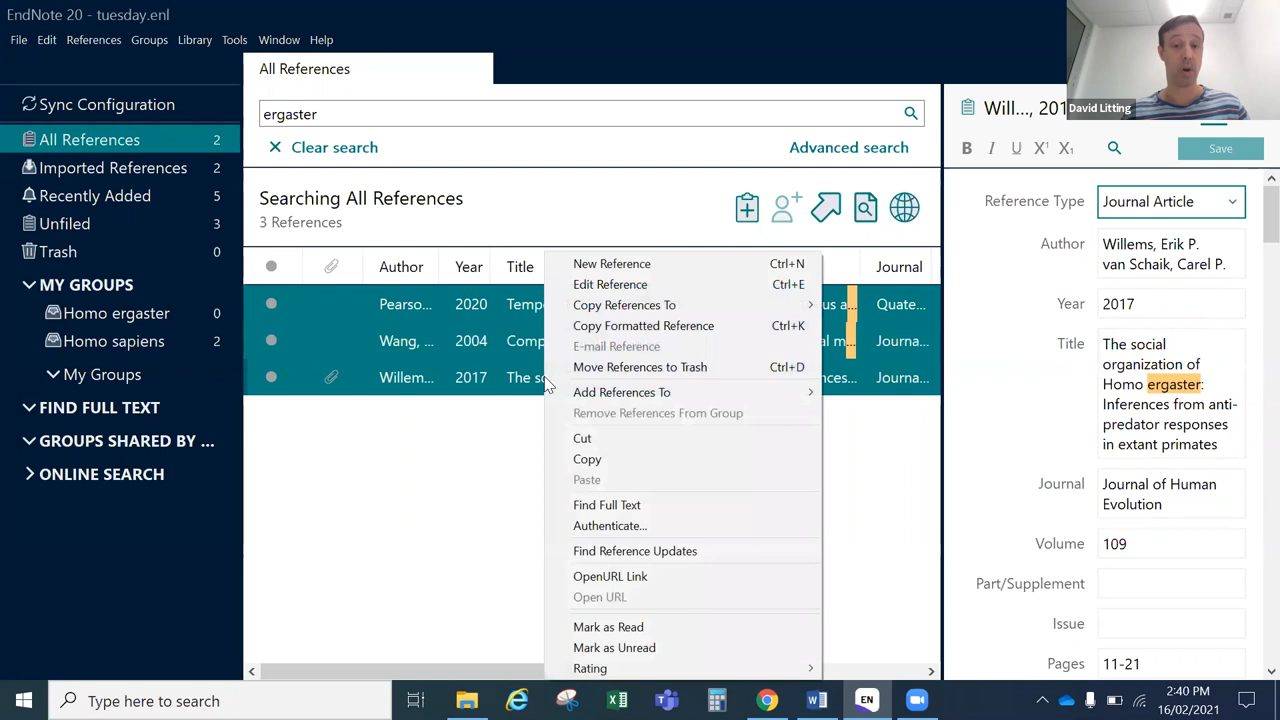 EndNote 20 - tuesday.enl
File Edit References Groups Library Tools Window Help
Sync Configuration
All References 2
Imported References 2
Recently Added 5
Unfiled 3
Trash 0
MY GROUPS
Homo ergaster 0
Homo sapiens 2
My Groups
FIND FULL TEXT
GROUPS SHARED BY ...
ONLINE SEARCH
All References
ergaster
Clear search
Advanced search
Searching All References
3 References
Author Year Title Journal
Pearso... 2020 Temp us a... Quate...
Wang, ... 2004 Comp al m... Journa...
Willem... 2017 The so nces... Journa...
New Reference Ctrl+N
Edit Reference Ctrl+E
Copy References To
Copy Formatted Reference Ctrl+K
E-mail Reference
Move References to Trash Ctrl+D
Add References To
Remove References From Group
Cut
Copy
Paste
Find Full Text
Authenticate...
Find Reference Updates
OpenURL Link
Open URL
Mark as Read
Mark as Unread
Rating
David Litting
Will..., 201
B I U X¹ X₁
Save
Reference Type Journal Article
Author Willems, Erik P.
van Schaik, Carel P.
Year 2017
Title The social
organization of
Homo ergaster:
Inferences from anti-
predator responses
in extant primates
Journal Journal of Human
Evolution
Volume 109
Part/Supplement
Issue
Pages 11-21
Type here to search
EN
2:40 PM
16/02/2021